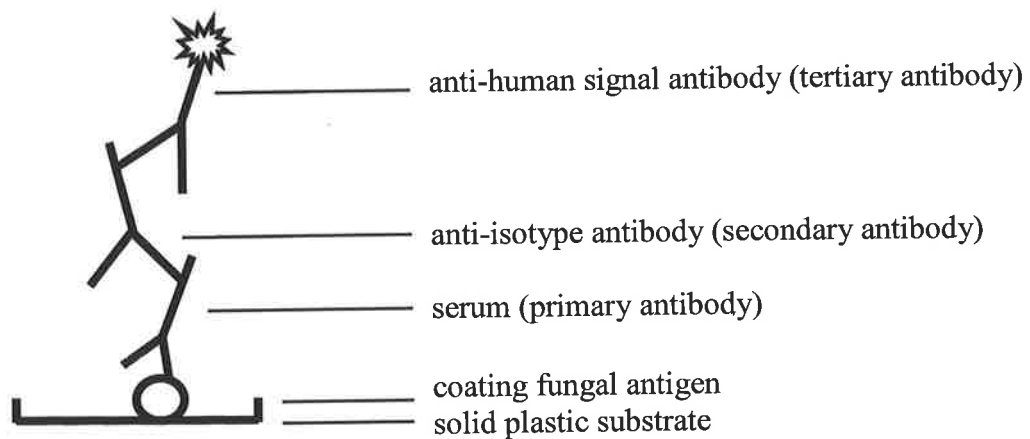 anti-human signal antibody (tertiary antibody)
anti-isotype antibody (secondary antibody)
serum (primary antibody)
coating fungal antigen
solid plastic substrate